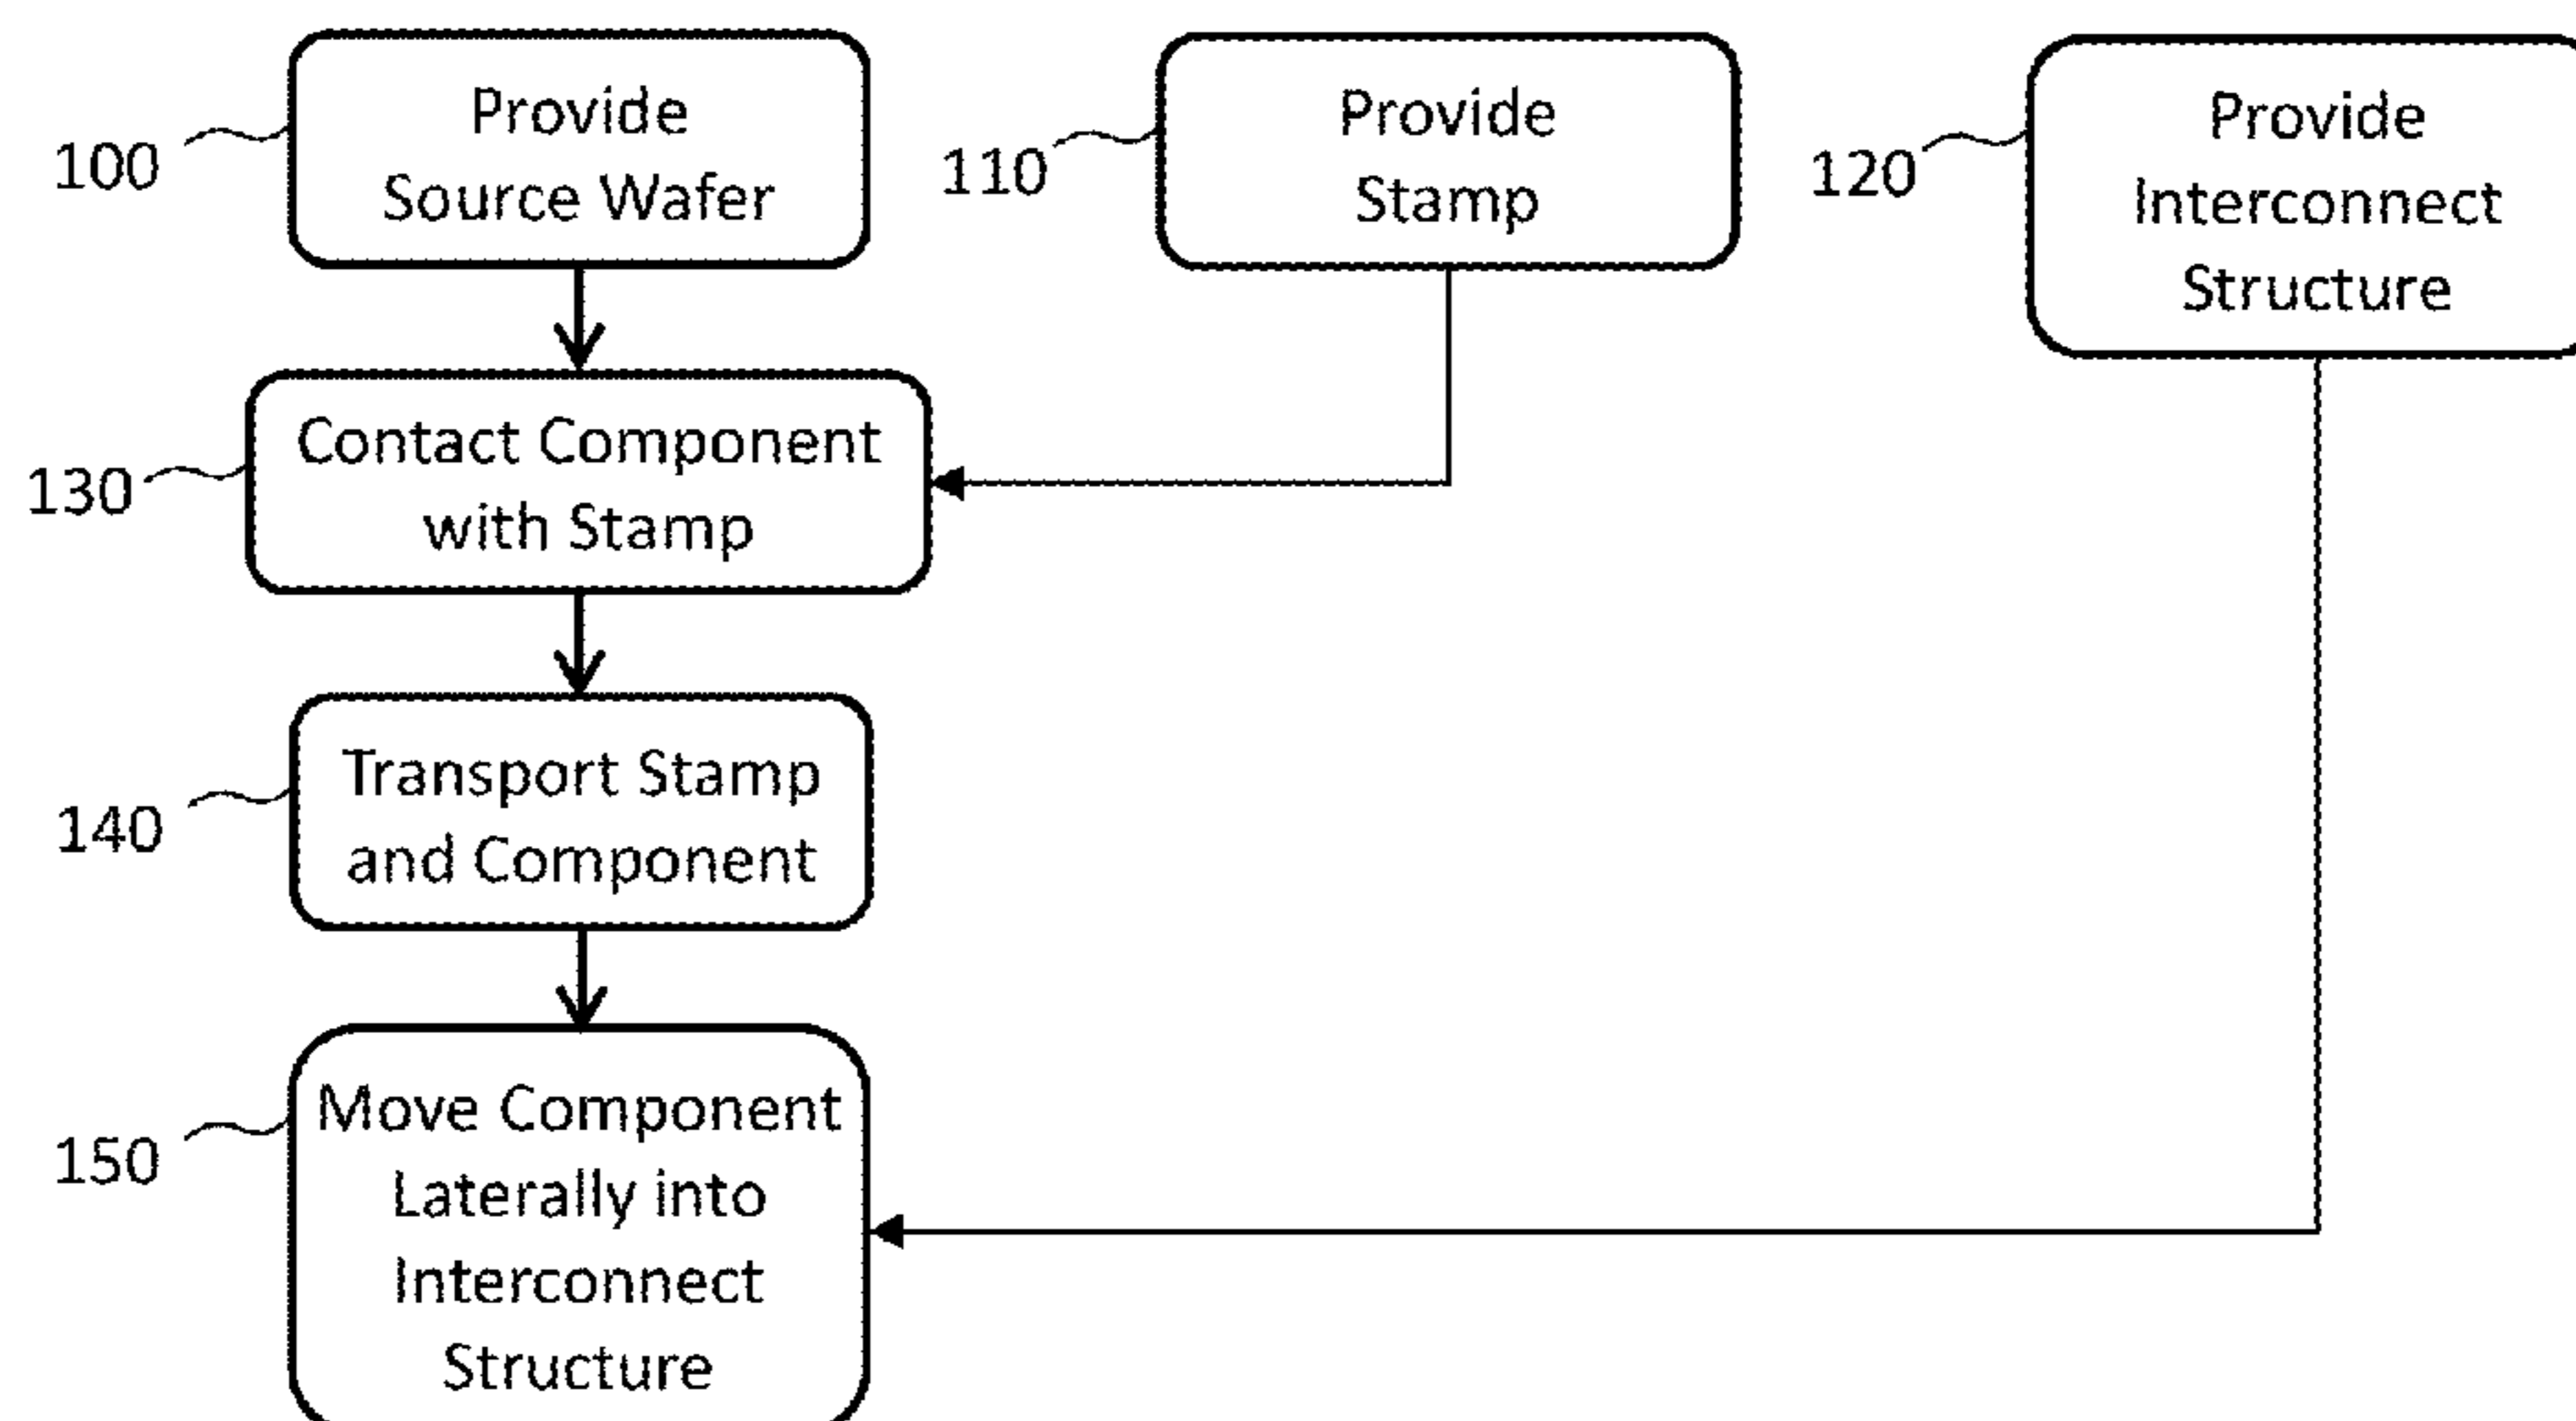 100
Provide
Source Wafer
110
Provide
Stamp
120
Provide
Interconnect
Structure
130
Contact Component
with Stamp
140
Transport Stamp
and Component
150
Move Component
Laterally into
Interconnect
Structure